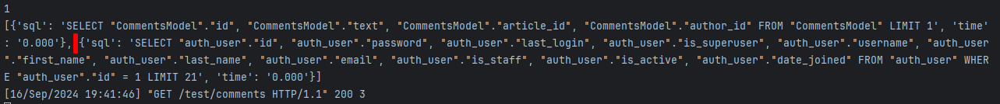 1
[{'sql': 'SELECT "CommentsModel"."id", "CommentsModel"."text", "CommentsModel"."article_id", "CommentsModel"."author_id" FROM "CommentsModel" LIMIT 1', 'time'
: '0.000'}, {'sql': 'SELECT "auth_user"."id", "auth_user"."password", "auth_user"."last_login", "auth_user"."is_superuser", "auth_user"."username", "auth_user
"."first_name", "auth_user"."last_name", "auth_user"."email", "auth_user"."is_staff", "auth_user"."is_active", "auth_user"."date_joined" FROM "auth_user" WHER
E "auth_user"."id" = 1 LIMIT 21', 'time': '0.000'}]
[16/Sep/2024 19:41:46] "GET /test/comments HTTP/1.1" 200 3